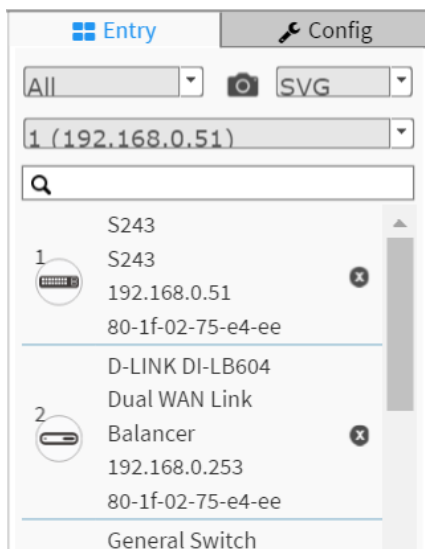 Entry
Config
All
SVG
1 (192.168.0.51)
1
S243
S243
192.168.0.51
80-1f-02-75-e4-ee
2
D-LINK DI-LB604
Dual WAN Link
Balancer
192.168.0.253
80-1f-02-75-e4-ee
General Switch